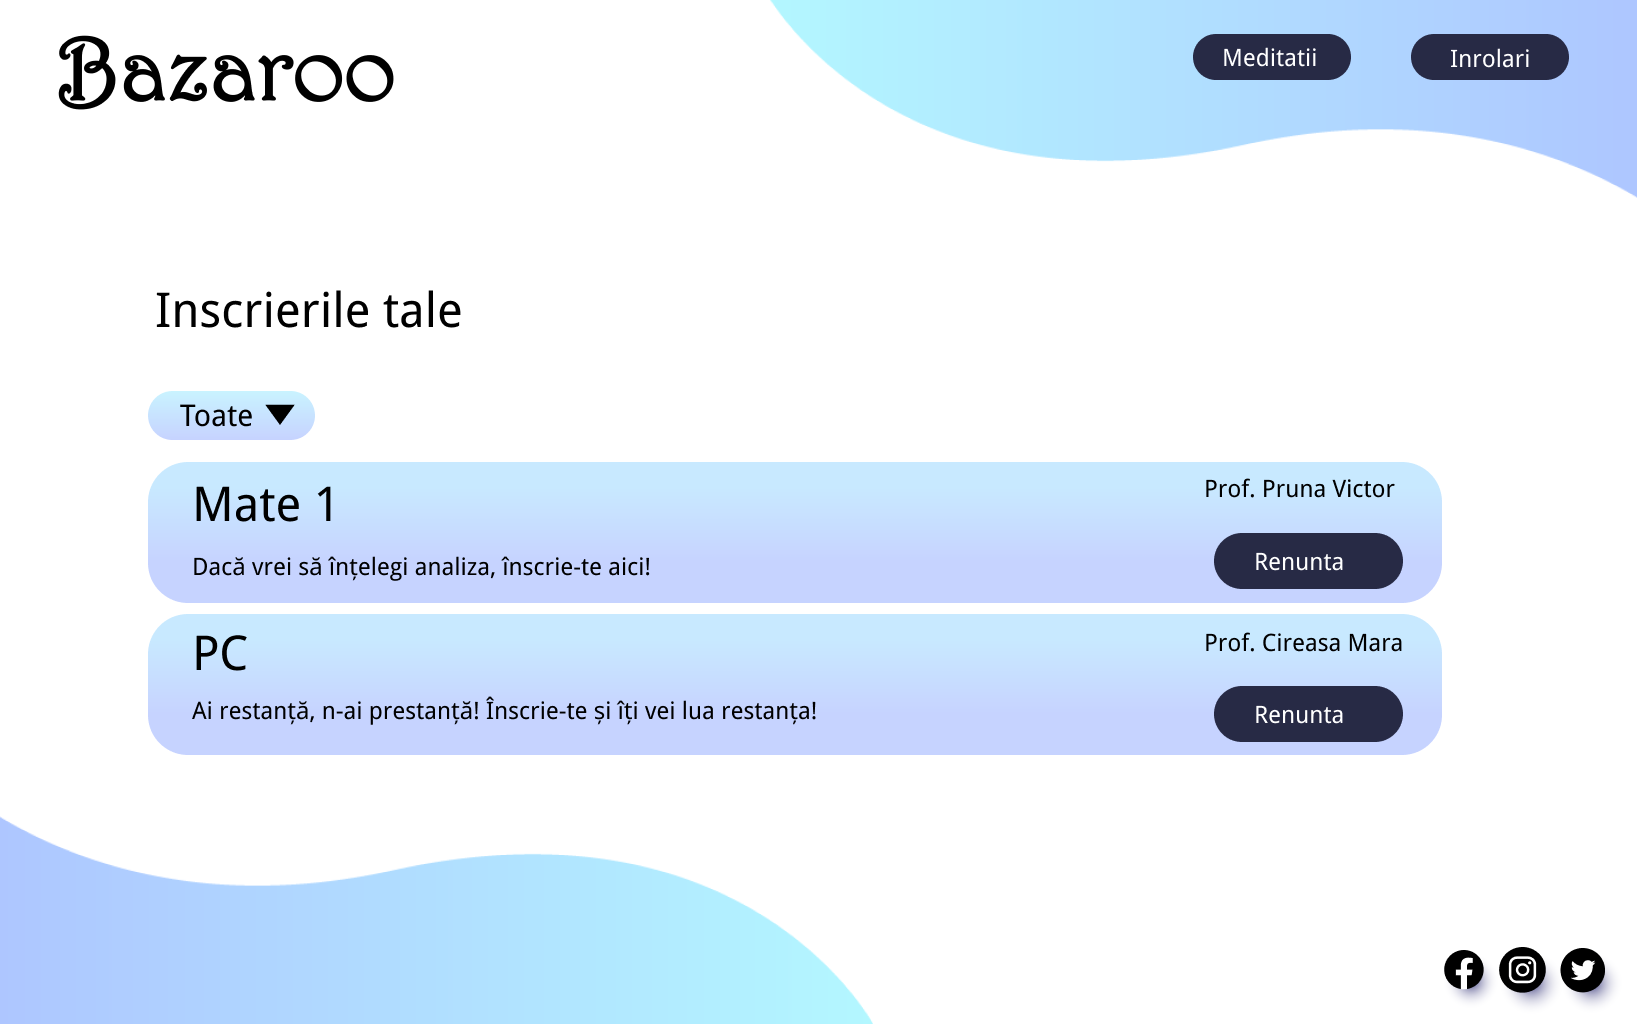 Bazaroo
Meditatii
Inrolari
Inscrierile tale
Toate
Mate 1
Prof. Pruna Victor
Dacă vrei să înțelegi analiza, înscrie-te aici!
Renunta
PC
Prof. Cireasa Mara
Ai restanță, n-ai prestanță! Înscrie-te și îți vei lua restanța!
Renunta